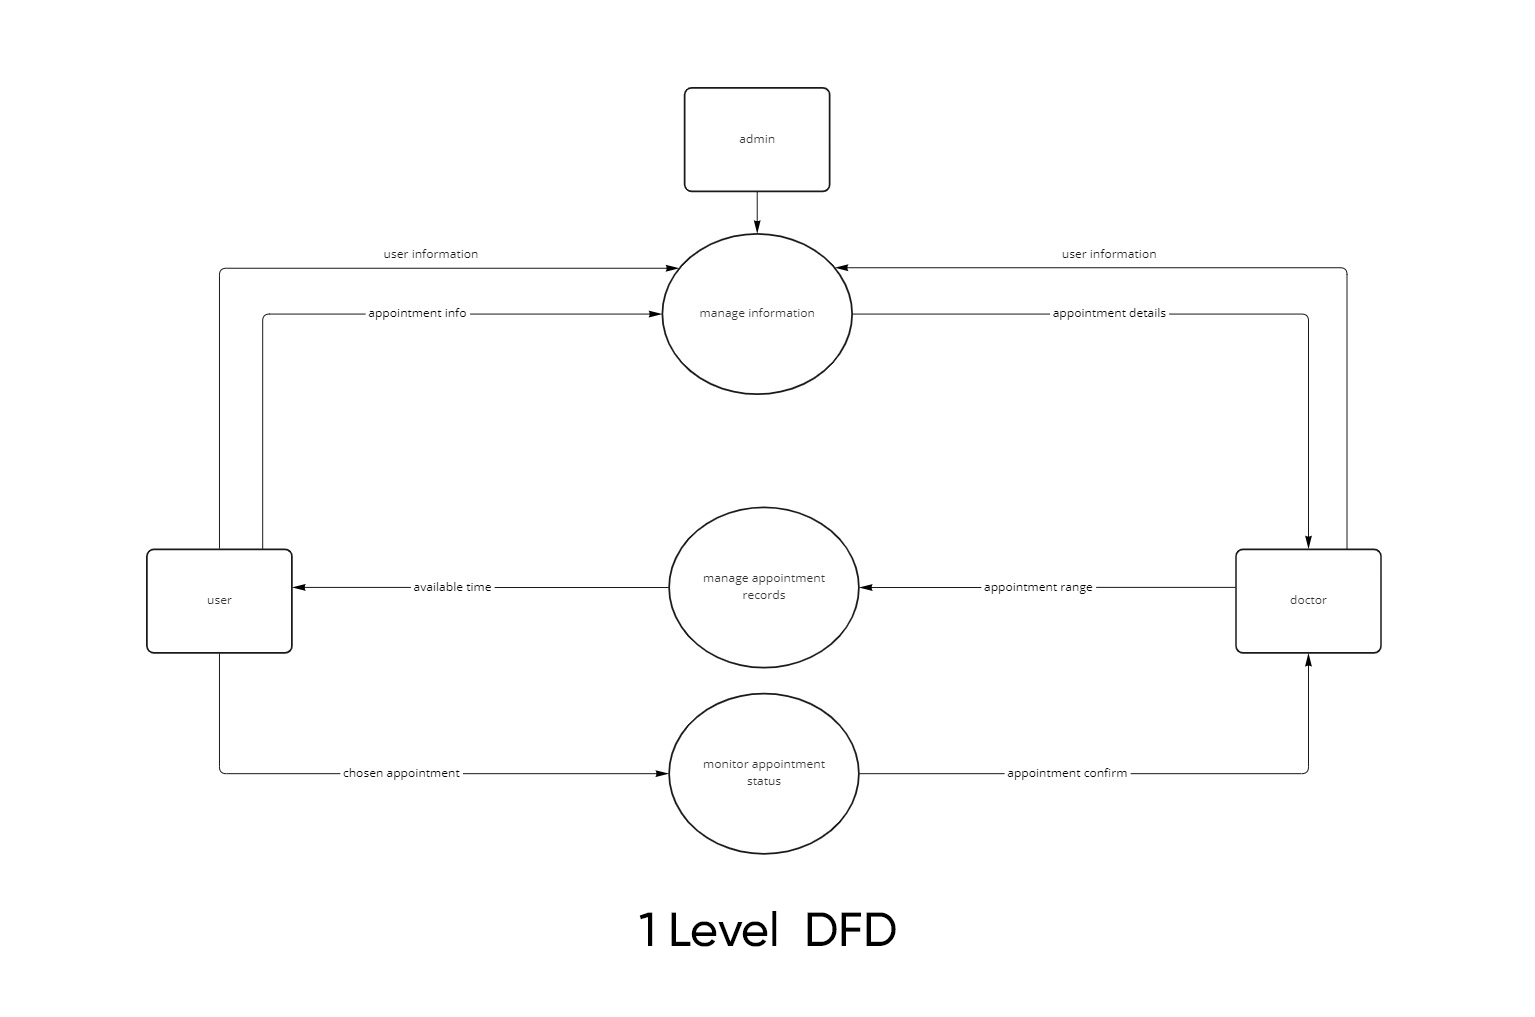 admin
user information
user information
appointment info
manage information
appointment details
manage appointment
records
available time
appointment range
user
doctor
monitor appointment
status
chosen appointment
appointment confirm
1 Level DFD